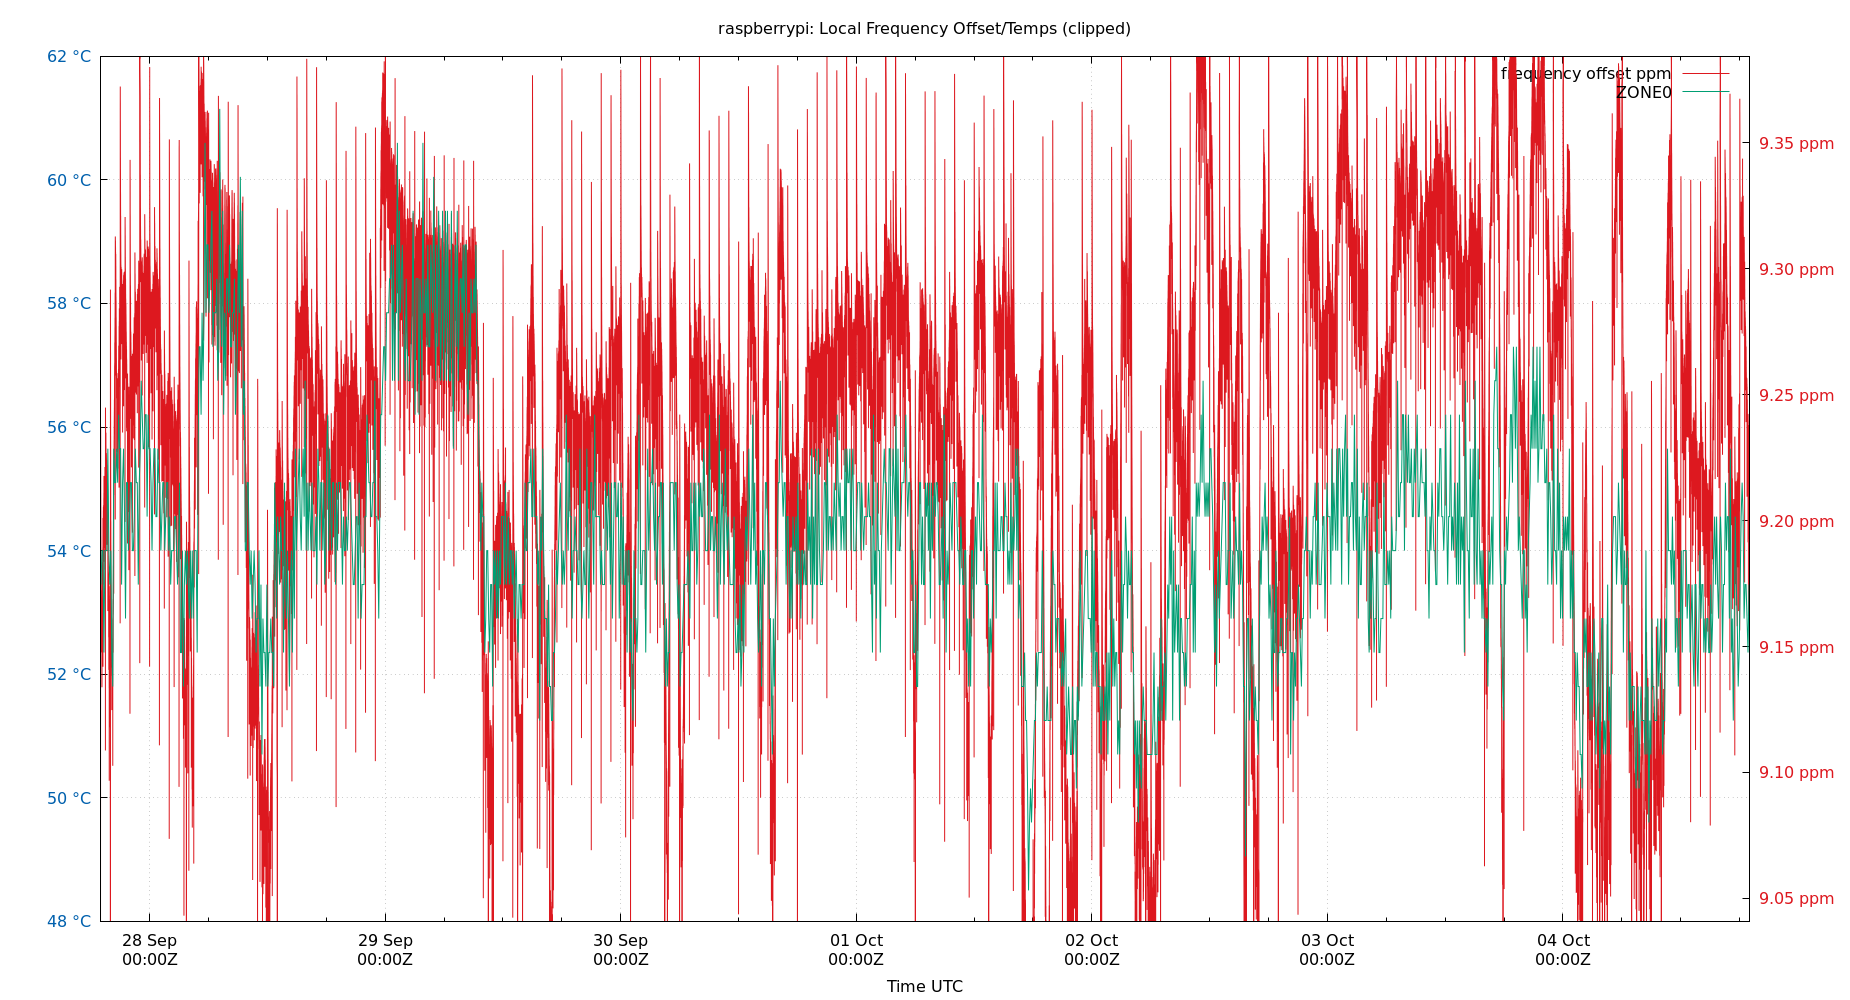 raspberrypi: Local Frequency Offset/Temps (clipped)
62 °C
60 °C
58 °C
56 °C
54 °C
52 °C
50 °C
48 °C
frequency offset ppm
ZONE0
9.35 ppm
9.30 ppm
9.25 ppm
9.20 ppm
9.15 ppm
9.10 ppm
9.05 ppm
28 Sep 29 Sep 30 Sep 01 Oct 02 Oct 03 Oct 04 Oct
00:00Z 00:00Z 00:00Z 00:00Z 00:00Z 00:00Z 00:00Z
Time UTC